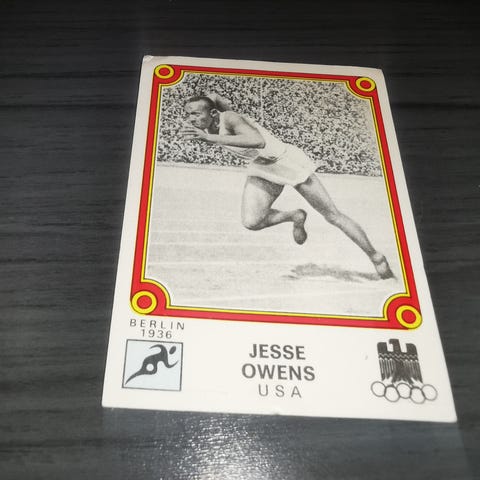 BERLIN
1936
JESSE
OWENS
USA